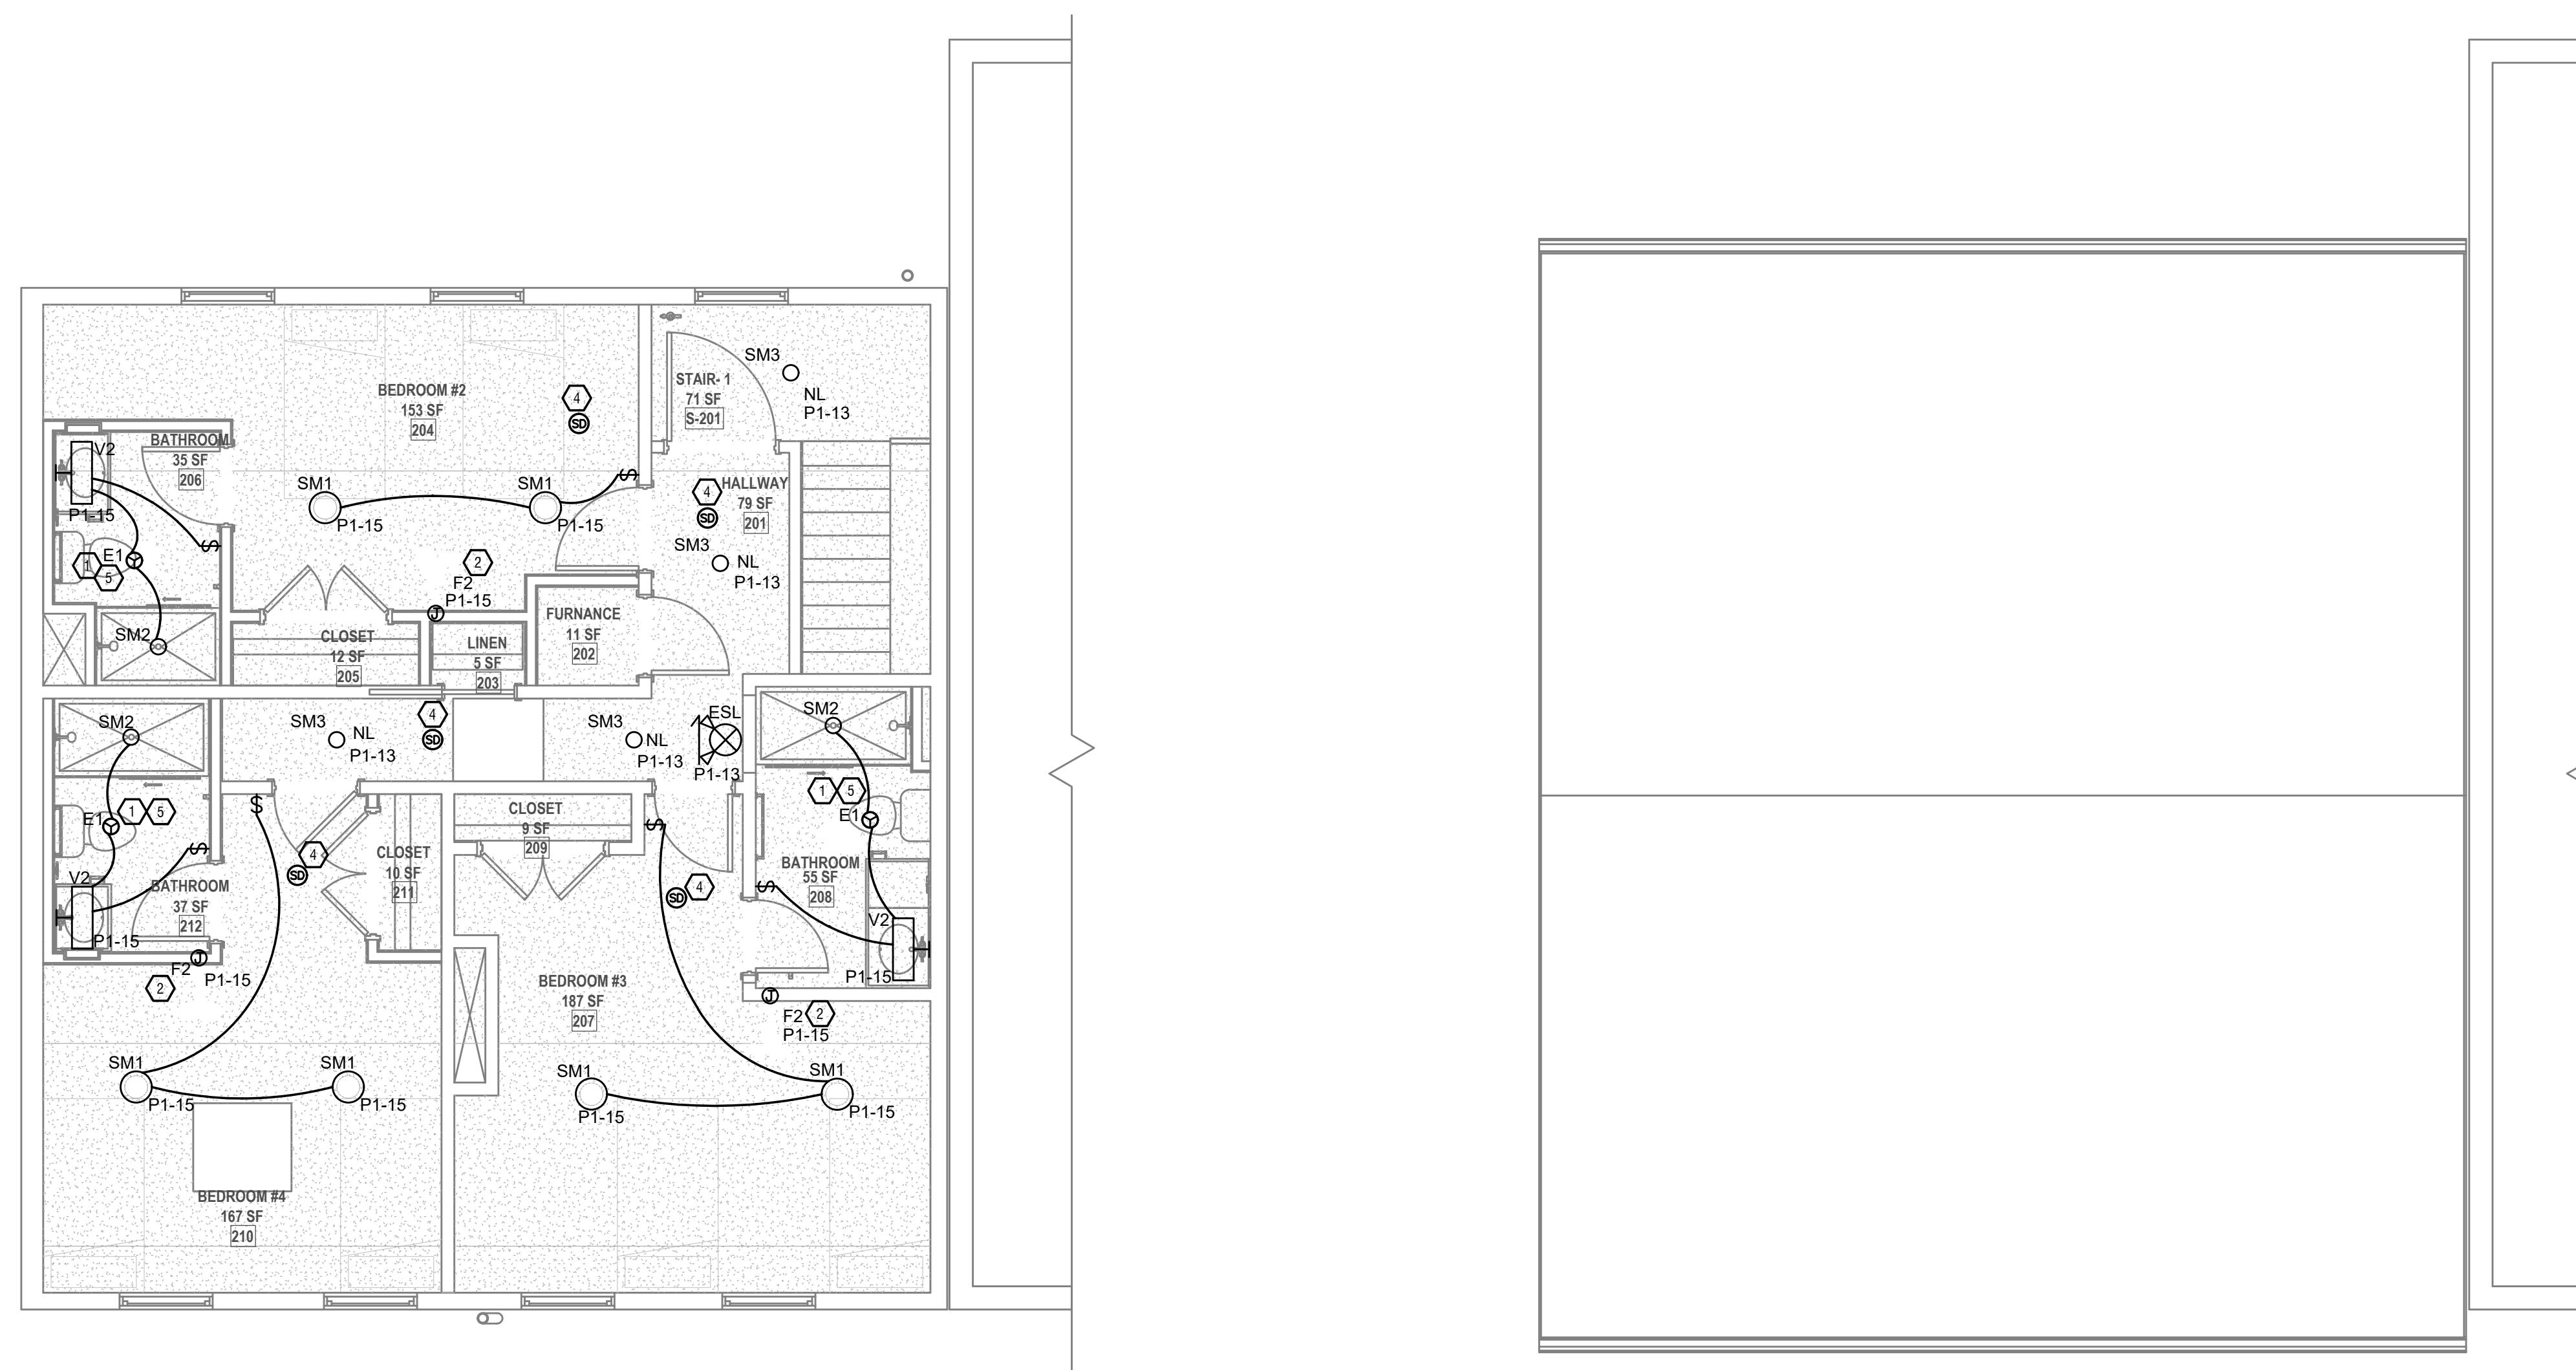 SM3
NL
P1-13
STAIR- 1
71 SF
S-201
BEDROOM #2
153 SF
204
4
SD
BATHROOM
35 SF
206
V2
P1-15
$
SM1
P1-15
SM1
P1-15
$
4
SD
HALLWAY
79 SF
201
SM3
NL
P1-13
E1
1
5
2
F2
P1-15
J
SM2
CLOSET
12 SF
205
LINEN
5 SF
203
FURNANCE
11 SF
202
SM2
SM3
NL
P1-13
4
SD
SM3
NL
P1-13
ESL
P1-13
SM2
1
5
E1
1
5
E1
$
$
CLOSET
9 SF
209
$
4
SD
CLOSET
10 SF
211
4
SD
BATHROOM
55 SF
208
$
V2
P1-15
V2
P1-15
BATHROOM
37 SF
212
J
F2
P1-15
2
BEDROOM #3
187 SF
207
J
F2
2
P1-15
SM1
P1-15
SM1
P1-15
SM1
P1-15
SM1
P1-15
BEDROOM #4
167 SF
210